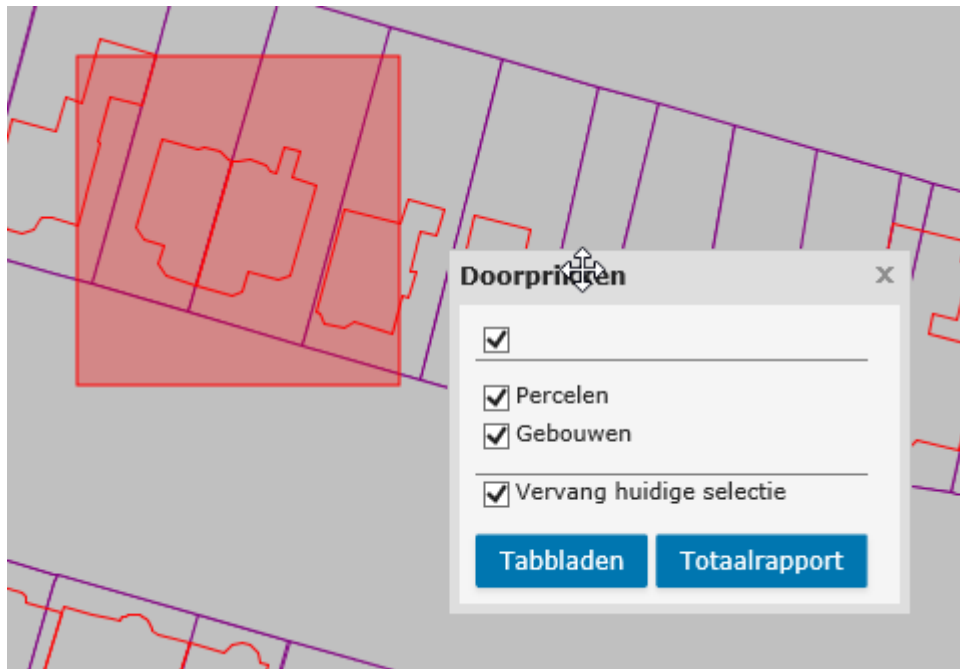 Doorprikken
Percelen
Gebouwen
Vervang huidige selectie
Tabbladen Totaalrapport